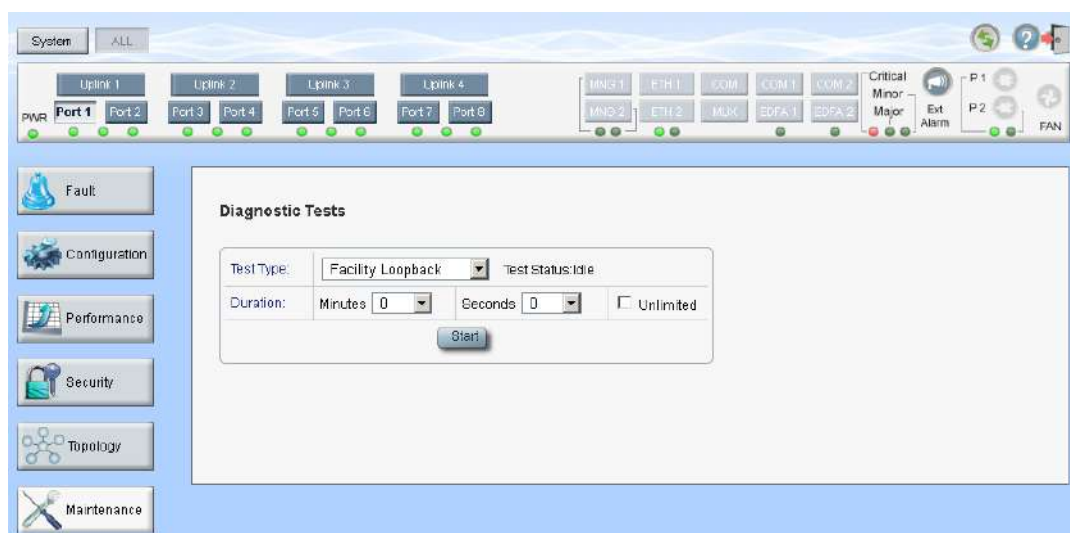 System ALL
Uplink 1 Uplink 2 Uplink 3 Uplink 4 MNG 1 ETH 1 COM COM 1 COM 2 Critical P1
Minor
PWR Port 1 Port 2 Port 3 Port 4 Port 5 Port 6 Port 7 Port 8 MNG 2 ETH 2 MUX EDFA 1 EDFA 2 Major Ext P2
Alarm FAN
Fault
Diagnostic Tests
Configuration
Test Type: Facility Loopback Test Status:Idle
Duration: Minutes 0 Seconds 0 Unlimited
Performance
Start
Security
Topology
Maintenance